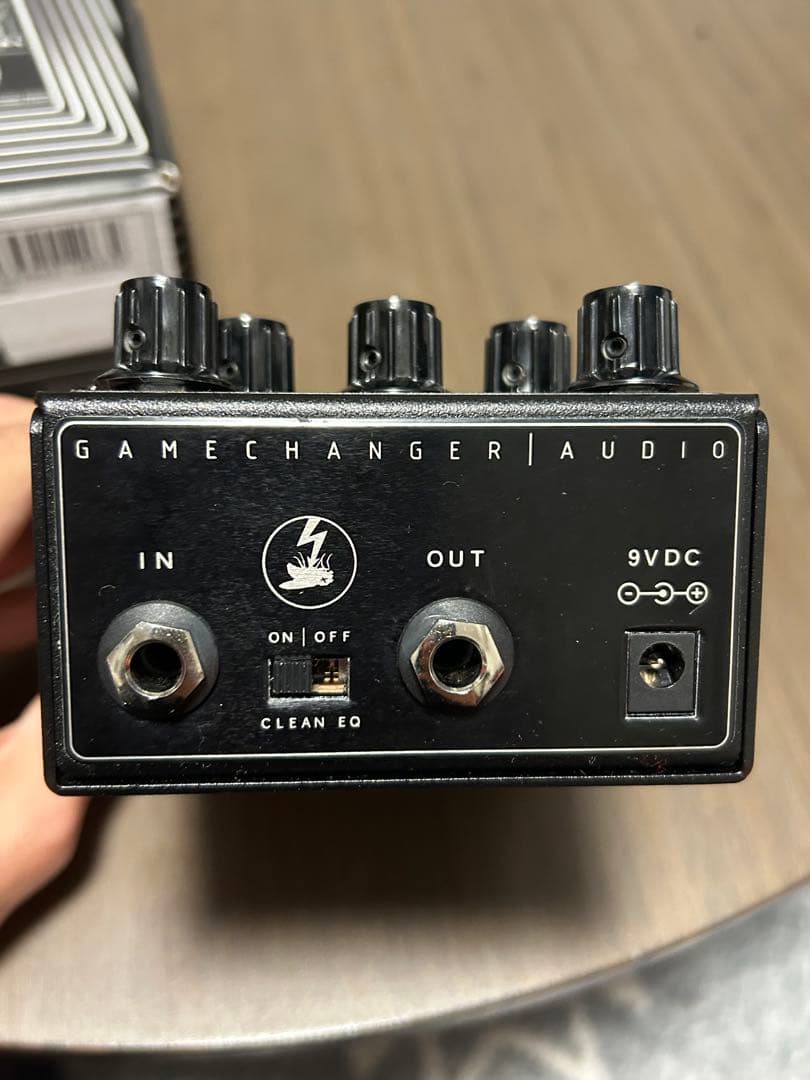 GAMECHANGER|AUDIO
IN
OUT
9VDC
ON|OFF
CLEAN EQ